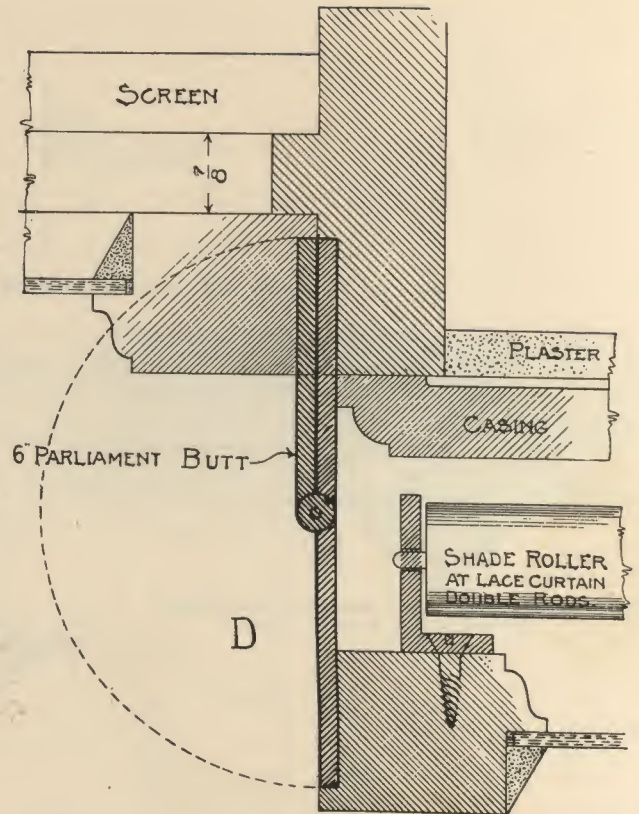 SCREEN
7/8
PLASTER
CASING
6" PARLIAMENT BUTT
SHADE ROLLER
AT LACE CURTAIN
DOUBLE RODS.
D